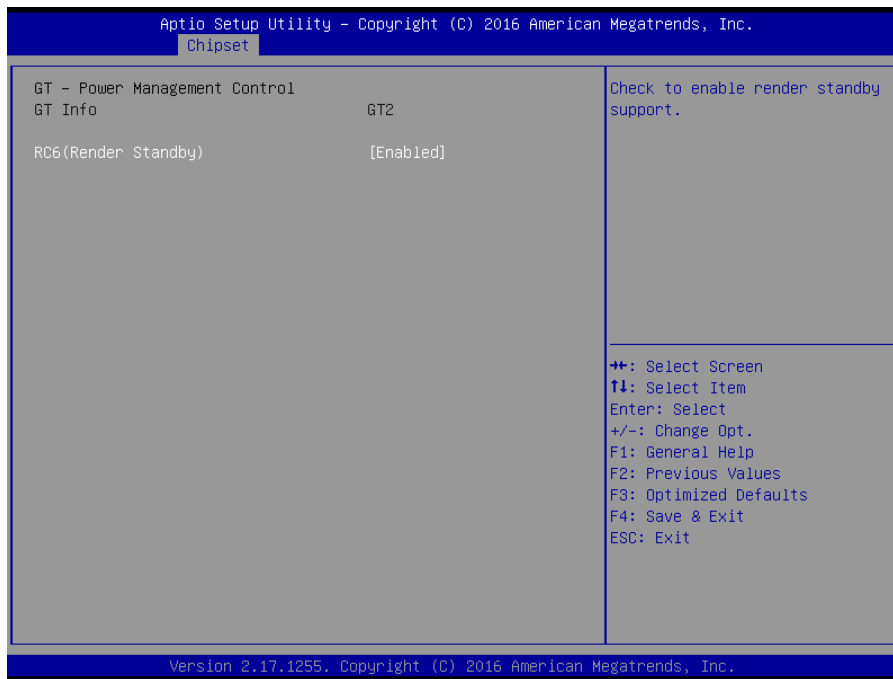 Aptio Setup Utility – Copyright (C) 2016 American Megatrends, Inc.
Chipset
GT – Power Management Control
GT Info GT2
RC6(Render Standby) [Enabled]
Check to enable render standby
support.
→←: Select Screen
↑↓: Select Item
Enter: Select
+/-: Change Opt.
F1: General Help
F2: Previous Values
F3: Optimized Defaults
F4: Save & Exit
ESC: Exit
Version 2.17.1255. Copyright (C) 2016 American Megatrends, Inc.